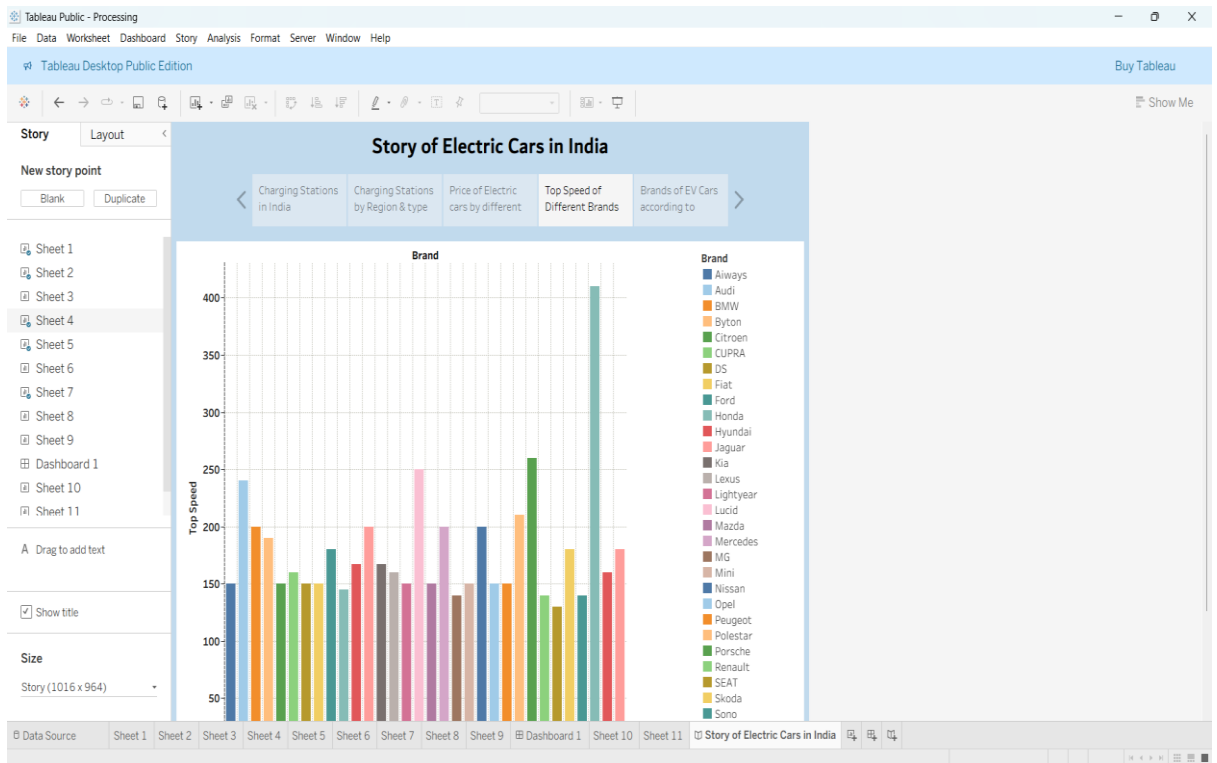 Tableau Public - Processing
File Data Worksheet Dashboard Story Analysis Format Server Window Help
Tableau Desktop Public Edition
Buy Tableau
Show Me
Story Layout
New story point
Blank Duplicate
Sheet 1
Sheet 2
Sheet 3
Sheet 4
Sheet 5
Sheet 6
Sheet 7
Sheet 8
Sheet 9
Dashboard 1
Sheet 10
Sheet 11
A Drag to add text
Show title
Size
Story (1016 x 964)
Story of Electric Cars in India
Charging Stations
in India
Charging Stations
by Region & type
Price of Electric
cars by different
Top Speed of
Different Brands
Brands of EV Cars
according to
Brand
400
350
300
250
200
150
100
50
Top Speed
Brand
Aiways
Audi
BMW
Byton
Citroen
CUPRA
DS
Fiat
Ford
Honda
Hyundai
Jaguar
Kia
Lexus
Lightyear
Lucid
Mazda
Mercedes
MG
Mini
Nissan
Opel
Peugeot
Polestar
Porsche
Renault
SEAT
Skoda
Sono
Data Source Sheet 1 Sheet 2 Sheet 3 Sheet 4 Sheet 5 Sheet 6 Sheet 7 Sheet 8 Sheet 9 Dashboard 1 Sheet 10 Sheet 11 Story of Electric Cars in India